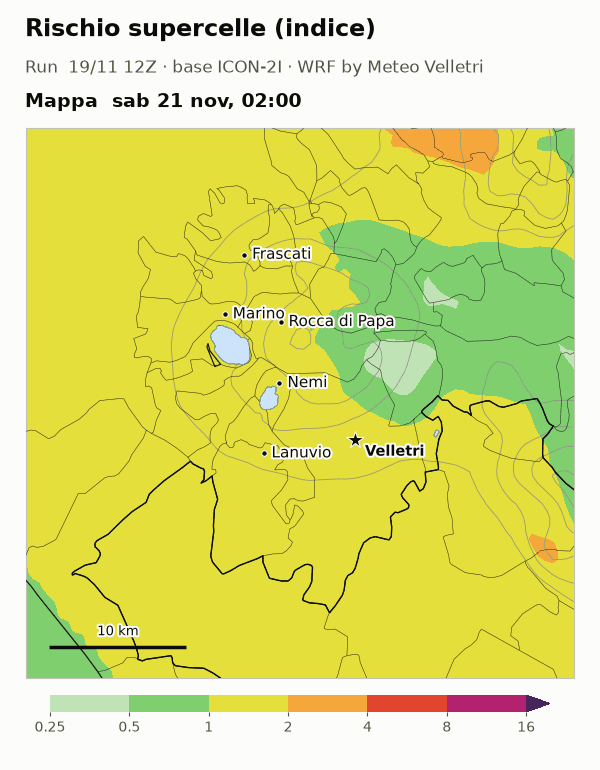 Rischio supercelle (indice)
Run 19/11 12Z · base ICON-2I · WRF by Meteo Velletri
Mappa sab 21 nov, 02:00
Frascati
Marino
Rocca di Papa
Nemi
Velletri
Lanuvio
10 km
0.25 0.5 1 2 4 8 16